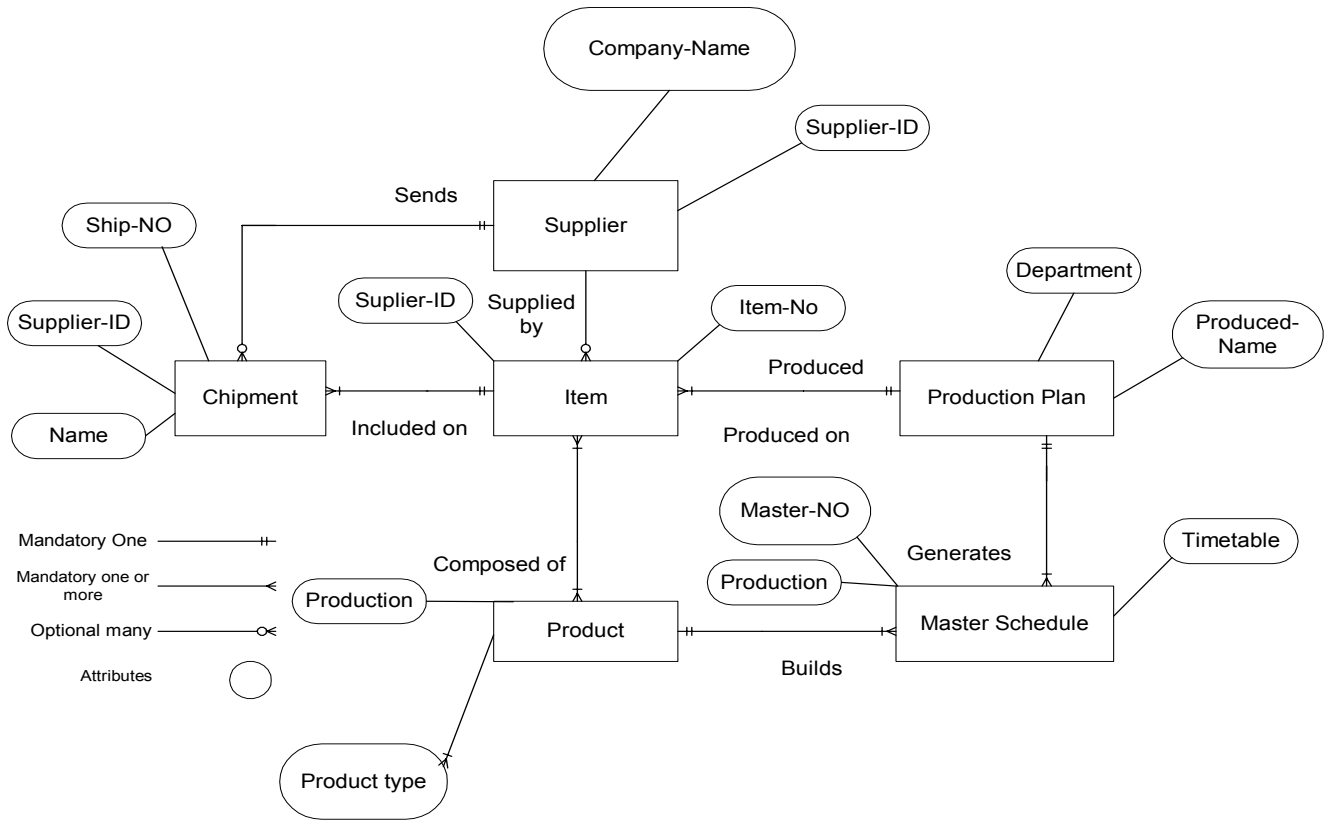 Company-Name
Supplier-ID
Sends
Supplier
Ship-NO
Department
Suplier-ID
Supplied
by
Item-No
Supplier-ID
Produced-
Name
Produced
Chipment
Item
Production Plan
Name
Included on
Produced on
Master-NO
Mandatory One
Generates
Timetable
Mandatory one or
more
Composed of
Production
Production
Optional many
Product
Master Schedule
Builds
Attributes
Product type